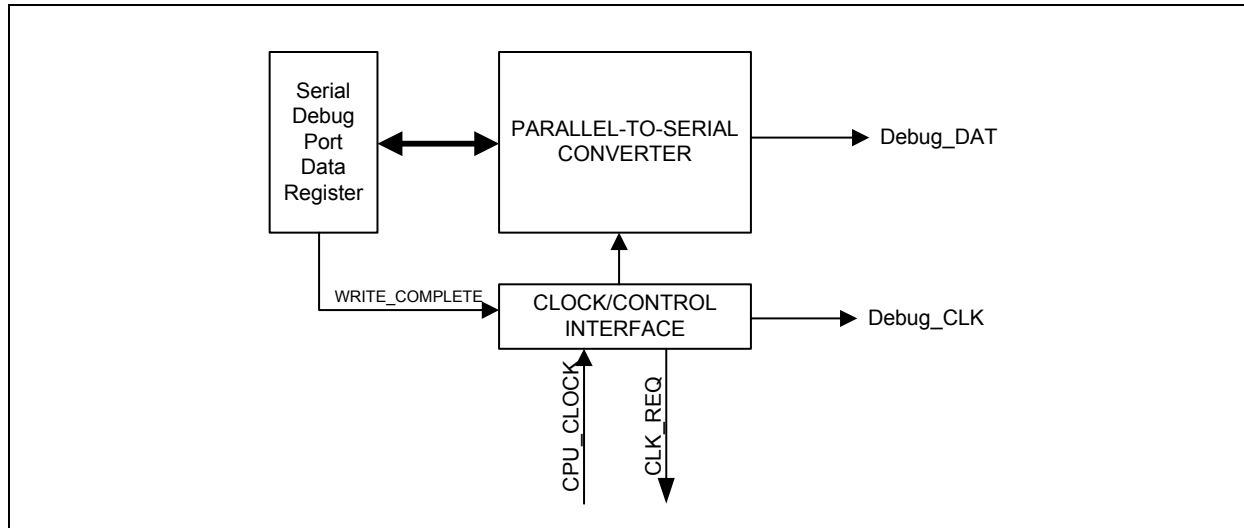 Serial
Debug
Port
Data
Register
PARALLEL-TO-SERIAL
CONVERTER
Debug_DAT
WRITE_COMPLETE
CLOCK/CONTROL
INTERFACE
Debug_CLK
CPU_CLOCK
CLK_REQ